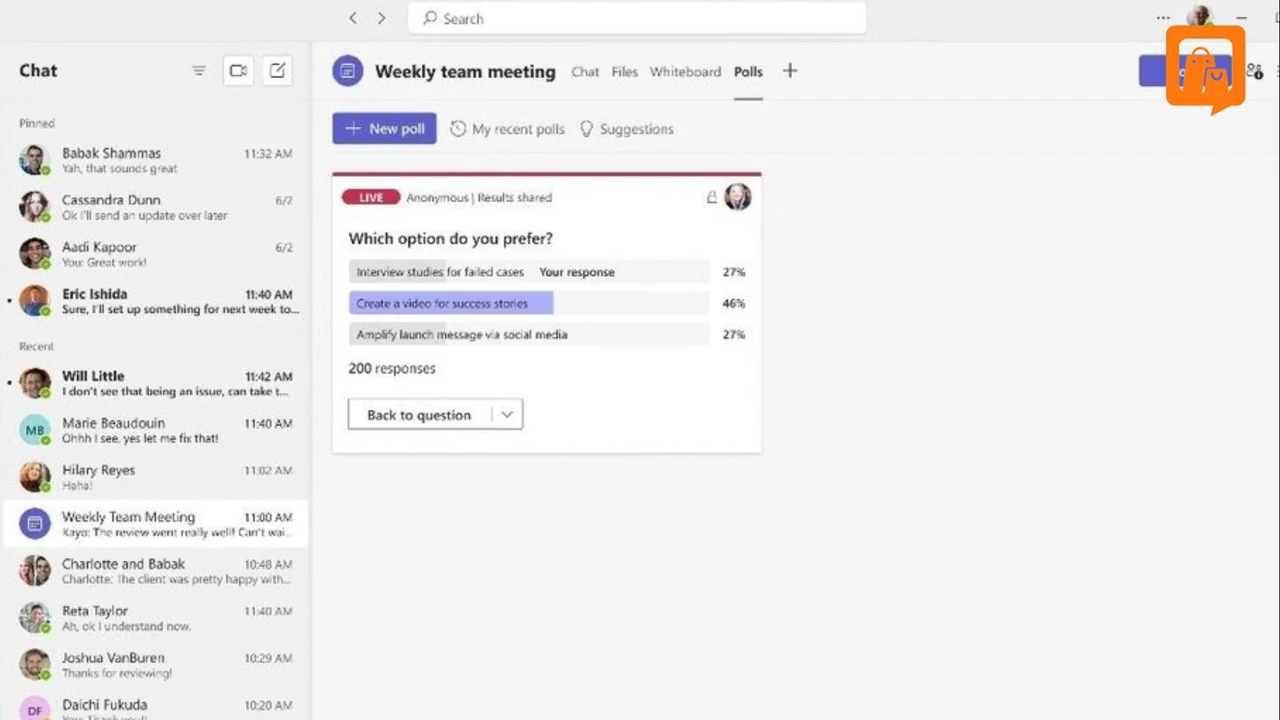 Search
Chat
Weekly team meeting
Chat
Files
Whiteboard
Polls
New poll
My recent polls
Suggestions
Pinned
Babak Shammas 11:32 AM
Yah, that sounds great
Cassandra Dunn 6/2
Ok I'll send an update over later
Aadi Kapoor 6/2
You: Great work!
Eric Ishida 11:40 AM
Sure, I'll set up something for next week to...
Recent
Will Little 11:42 AM
I don't see that being an issue, can take t...
Marie Beaudouin 11:40 AM
MB
Ohhh I see, yes let me fix that!
Hilary Reyes 11:02 AM
Haha!
Weekly Team Meeting 11:00 AM
Kayo: The review went really well! Can't wai...
Charlotte and Babak 10:48 AM
Charlotte: The client was pretty happy with...
Reta Taylor 11:40 AM
Ah, ok I understand now.
Joshua VanBuren 10:29 AM
Thanks for reviewing!
Daichi Fukuda 10:20 AM
DF
You: Thank you!!
LIVE Anonymous | Results shared
Which option do you prefer?
Interview studies for failed cases Your response 27%
Create a video for success stories 46%
Amplify launch message via social media 27%
200 responses
Back to question